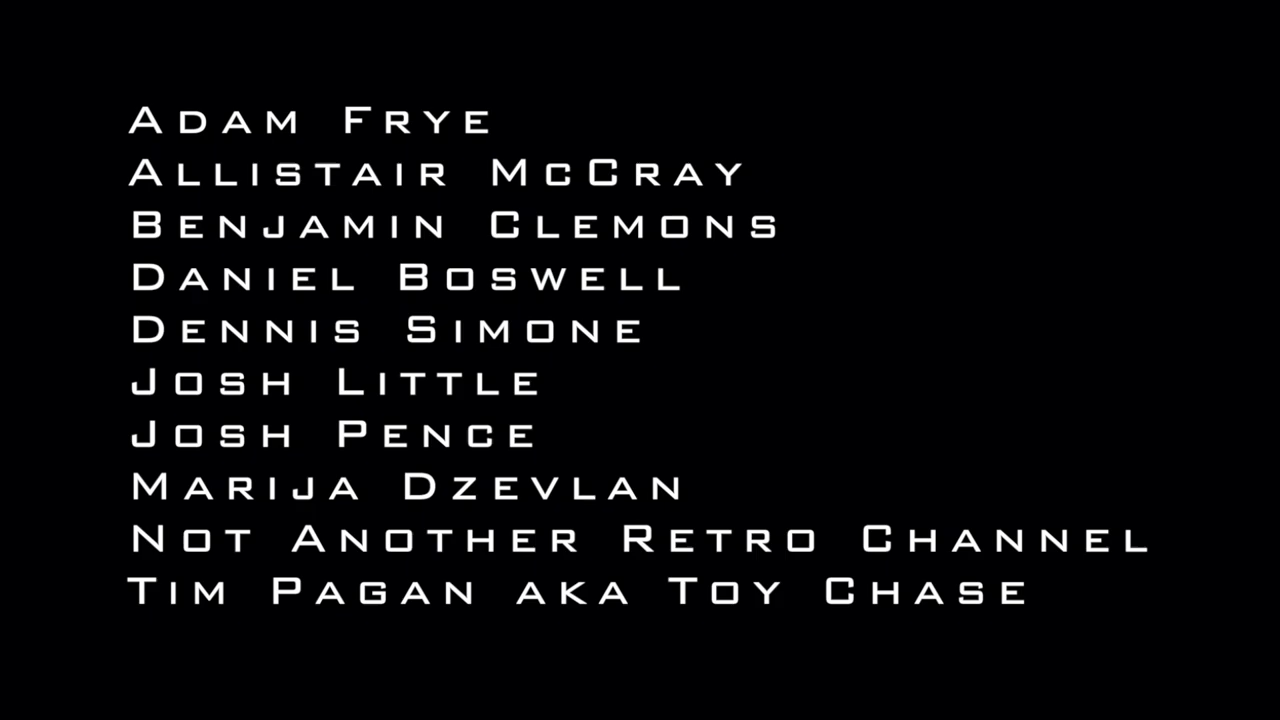 Adam Frye
Allistair McCray
Benjamin Clemons
Daniel Boswell
Dennis Simone
Josh Little
Josh Pence
Marija Dzevlan
Not Another Retro Channel
Tim Pagan aka Toy Chase